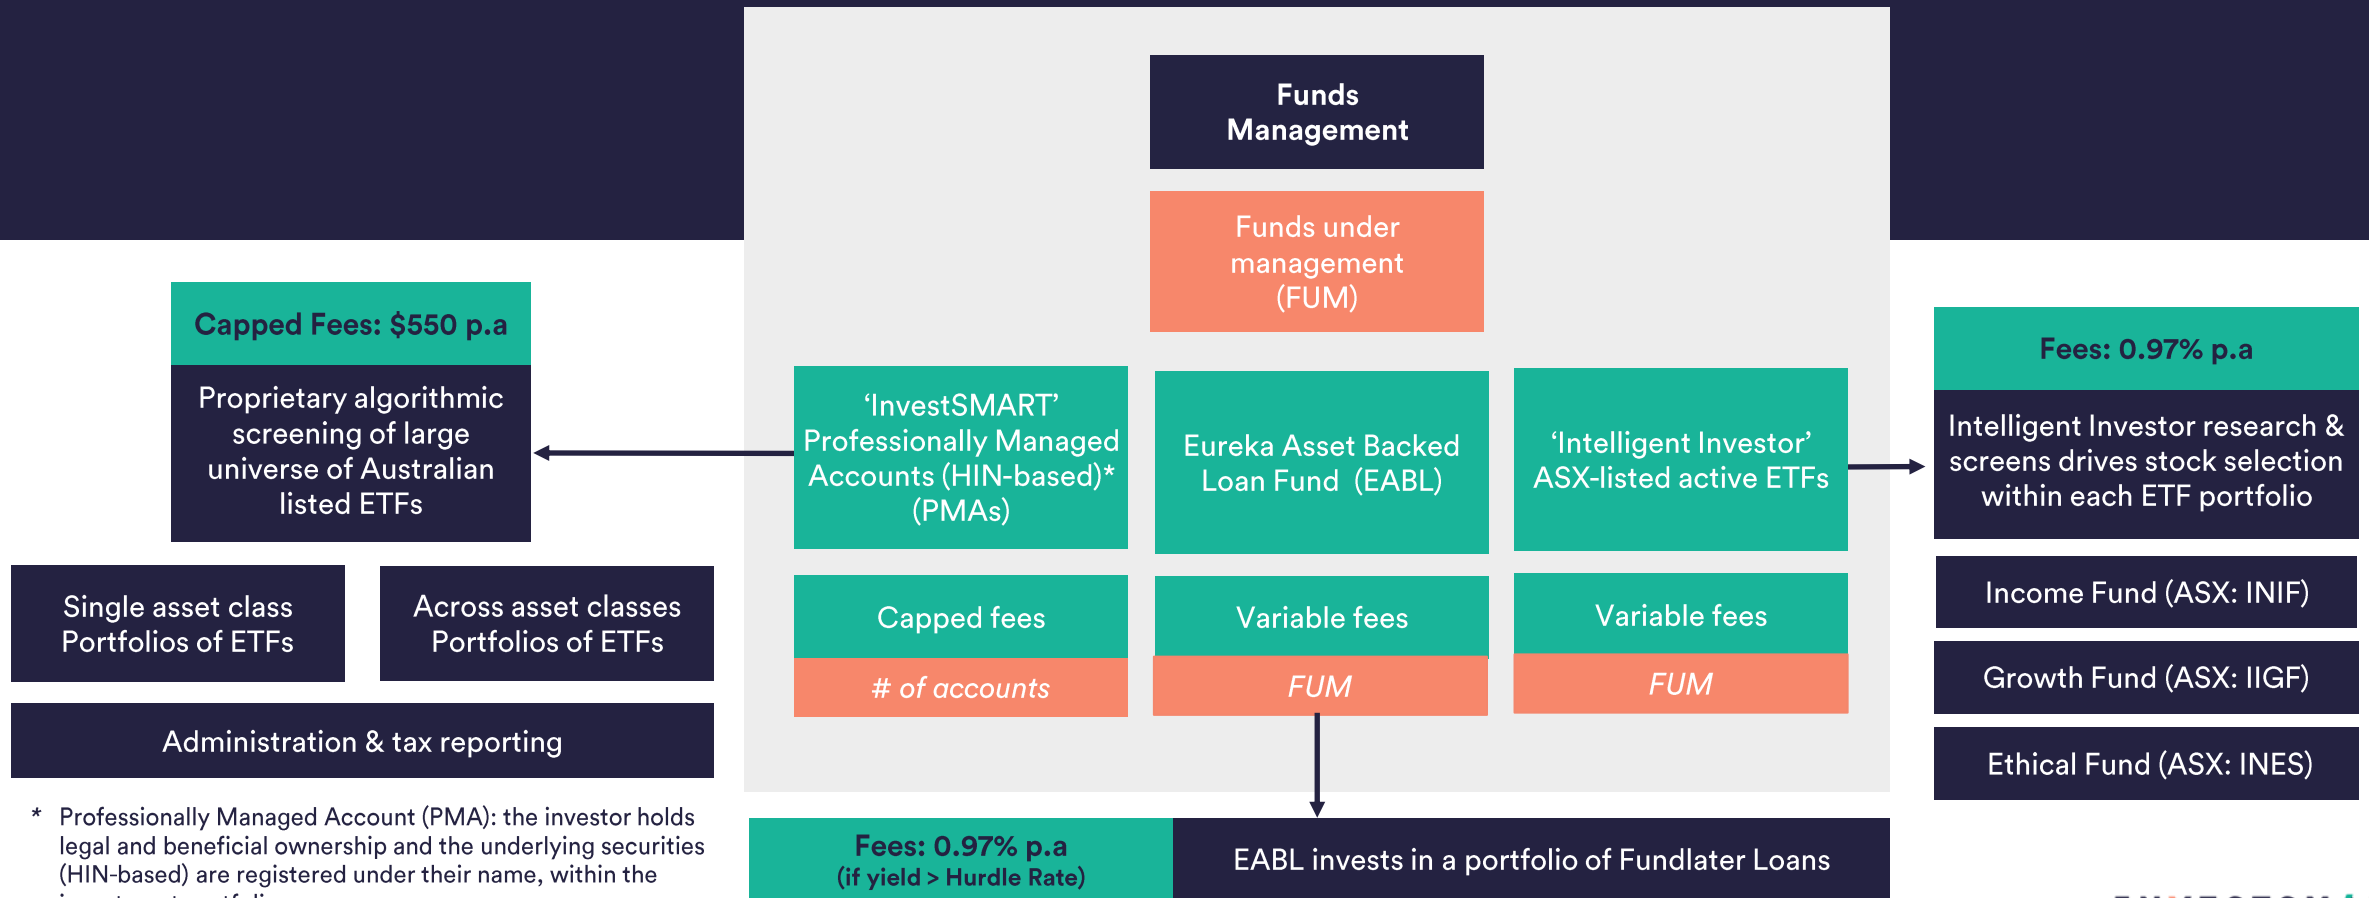 Funds
Management
Funds under
management
(FUM)
Capped Fees: $550 p.a
Proprietary algorithmic
screening of large
universe of Australian
listed ETFs
Single asset class
Portfolios of ETFs
Across asset classes
Portfolios of ETFs
Administration & tax reporting
* Professionally Managed Account (PMA): the investor holds
legal and beneficial ownership and the underlying securities
(HIN-based) are registered under their name, within the
‘InvestSMART’
Professionally Managed
Accounts (HIN-based)*
(PMAs)
Capped fees
# of accounts
Eureka Asset Backed
Loan Fund (EABL)
Variable fees
FUM
‘Intelligent Investor’
ASX-listed active ETFs
Variable fees
FUM
Fees: 0.97% p.a
(if yield > Hurdle Rate)
EABL invests in a portfolio of Fundlater Loans
Fees: 0.97% p.a
Intelligent Investor research &
screens drives stock selection
within each ETF portfolio
Income Fund (ASX: INIF)
Growth Fund (ASX: IIGF)
Ethical Fund (ASX: INES)